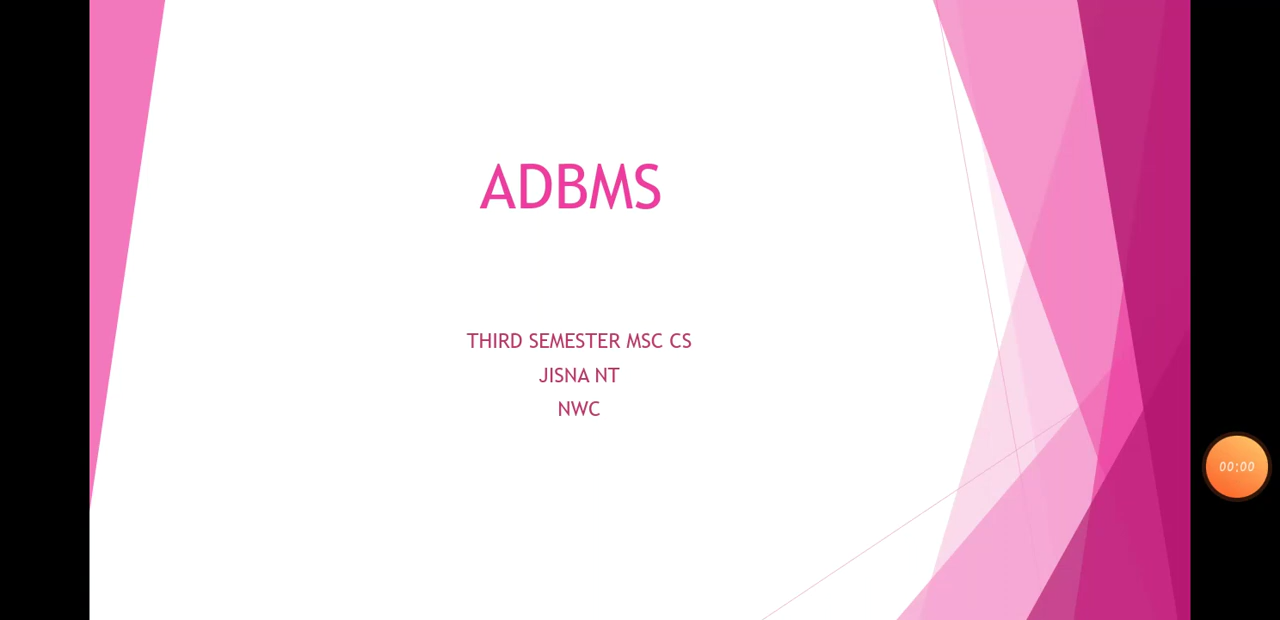 ADBMS
THIRD SEMESTER MSC CS
JISNA NT
NWC
00:00